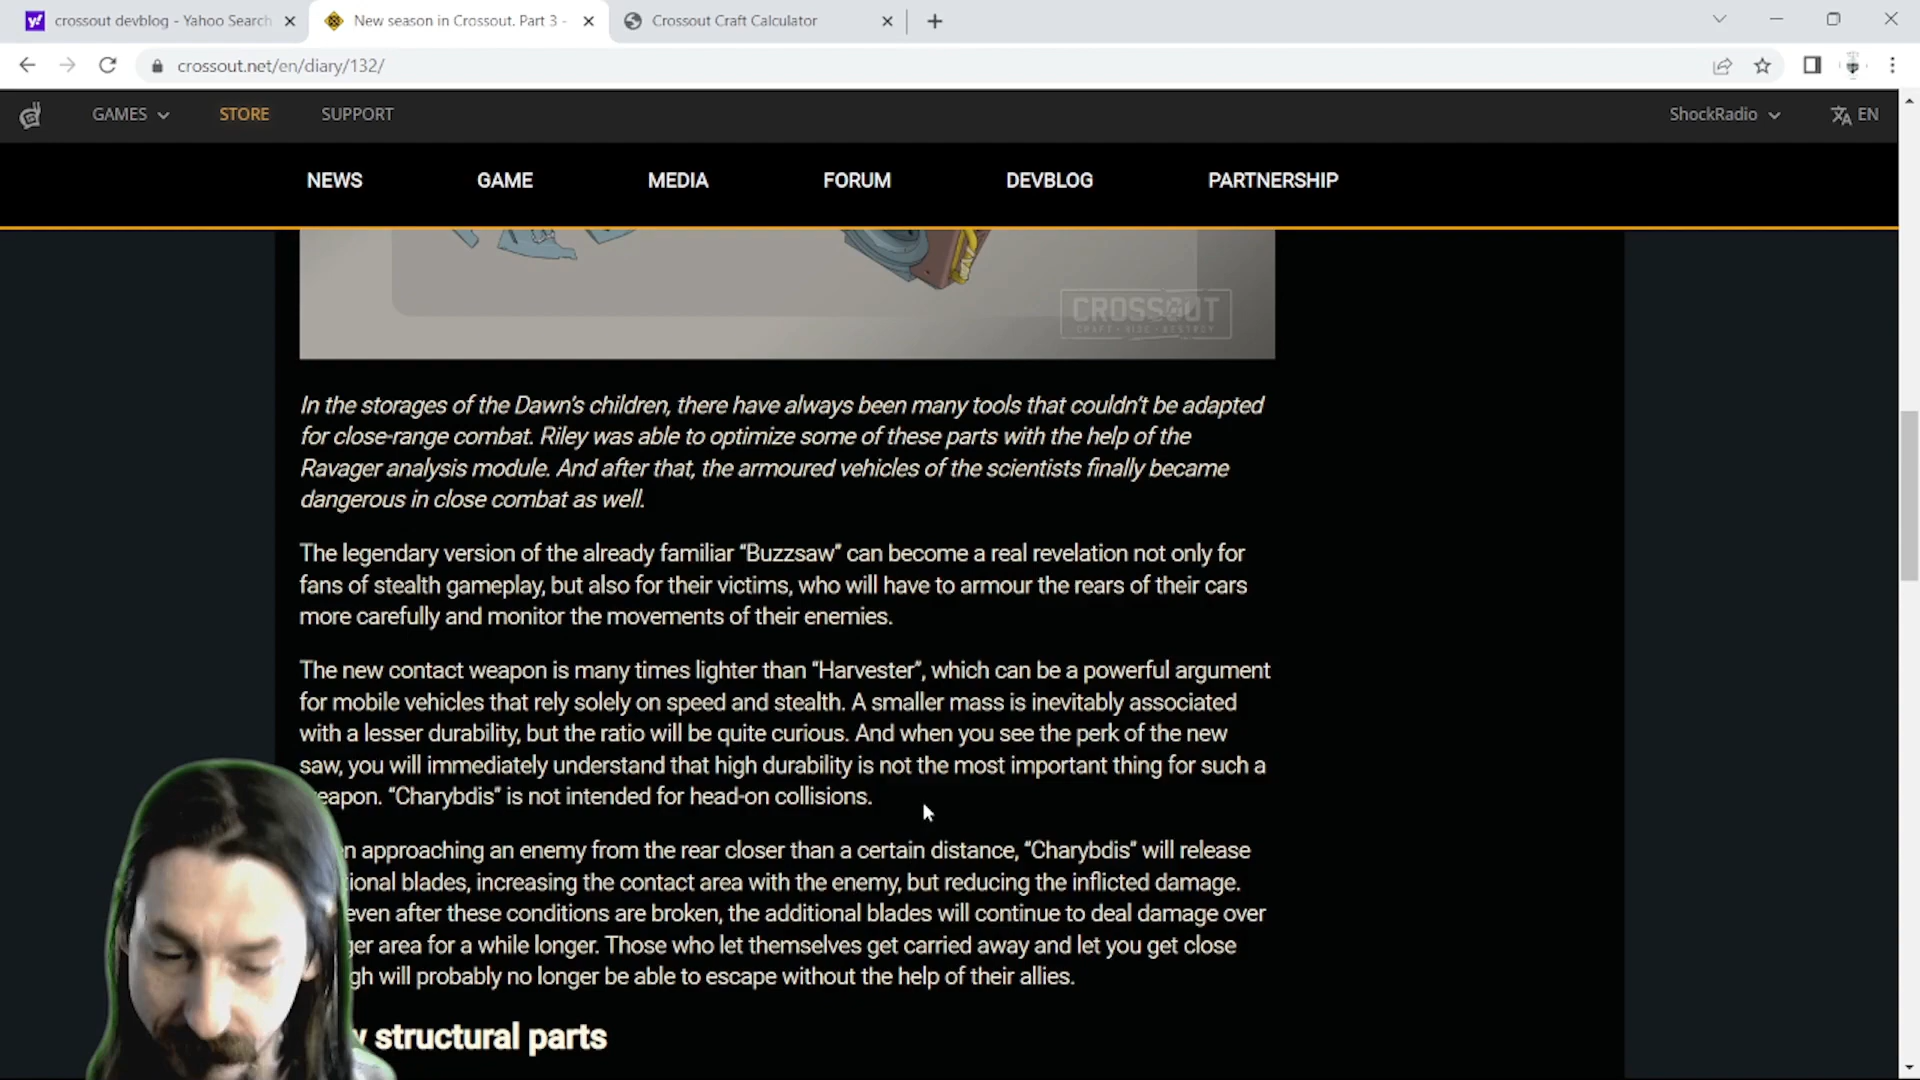 crossout devblog - Yahoo Search
New season in Crossout. Part 3 -
Crossout Craft Calculator
crossout.net/en/diary/132/
GAMES
STORE
SUPPORT
ShockRadio
EN
NEWS
GAME
MEDIA
FORUM
DEVBLOG
PARTNERSHIP
CROSSOUT
CRAFT • RIDE • DESTROY
In the storages of the Dawn's children, there have always been many tools that couldn't be adapted
for close-range combat. Riley was able to optimize some of these parts with the help of the
Ravager analysis module. And after that, the armoured vehicles of the scientists finally became
dangerous in close combat as well.
The legendary version of the already familiar “Buzzsaw” can become a real revelation not only for
fans of stealth gameplay, but also for their victims, who will have to armour the rears of their cars
more carefully and monitor the movements of their enemies.
The new contact weapon is many times lighter than “Harvester”, which can be a powerful argument
for mobile vehicles that rely solely on speed and stealth. A smaller mass is inevitably associated
with a lesser durability, but the ratio will be quite curious. And when you see the perk of the new
saw, you will immediately understand that high durability is not the most important thing for such a
eapon. “Charybdis” is not intended for head-on collisions.
n approaching an enemy from the rear closer than a certain distance, “Charybdis” will release
tional blades, increasing the contact area with the enemy, but reducing the inflicted damage.
even after these conditions are broken, the additional blades will continue to deal damage over
ger area for a while longer. Those who let themselves get carried away and let you get close
gh will probably no longer be able to escape without the help of their allies.
structural parts